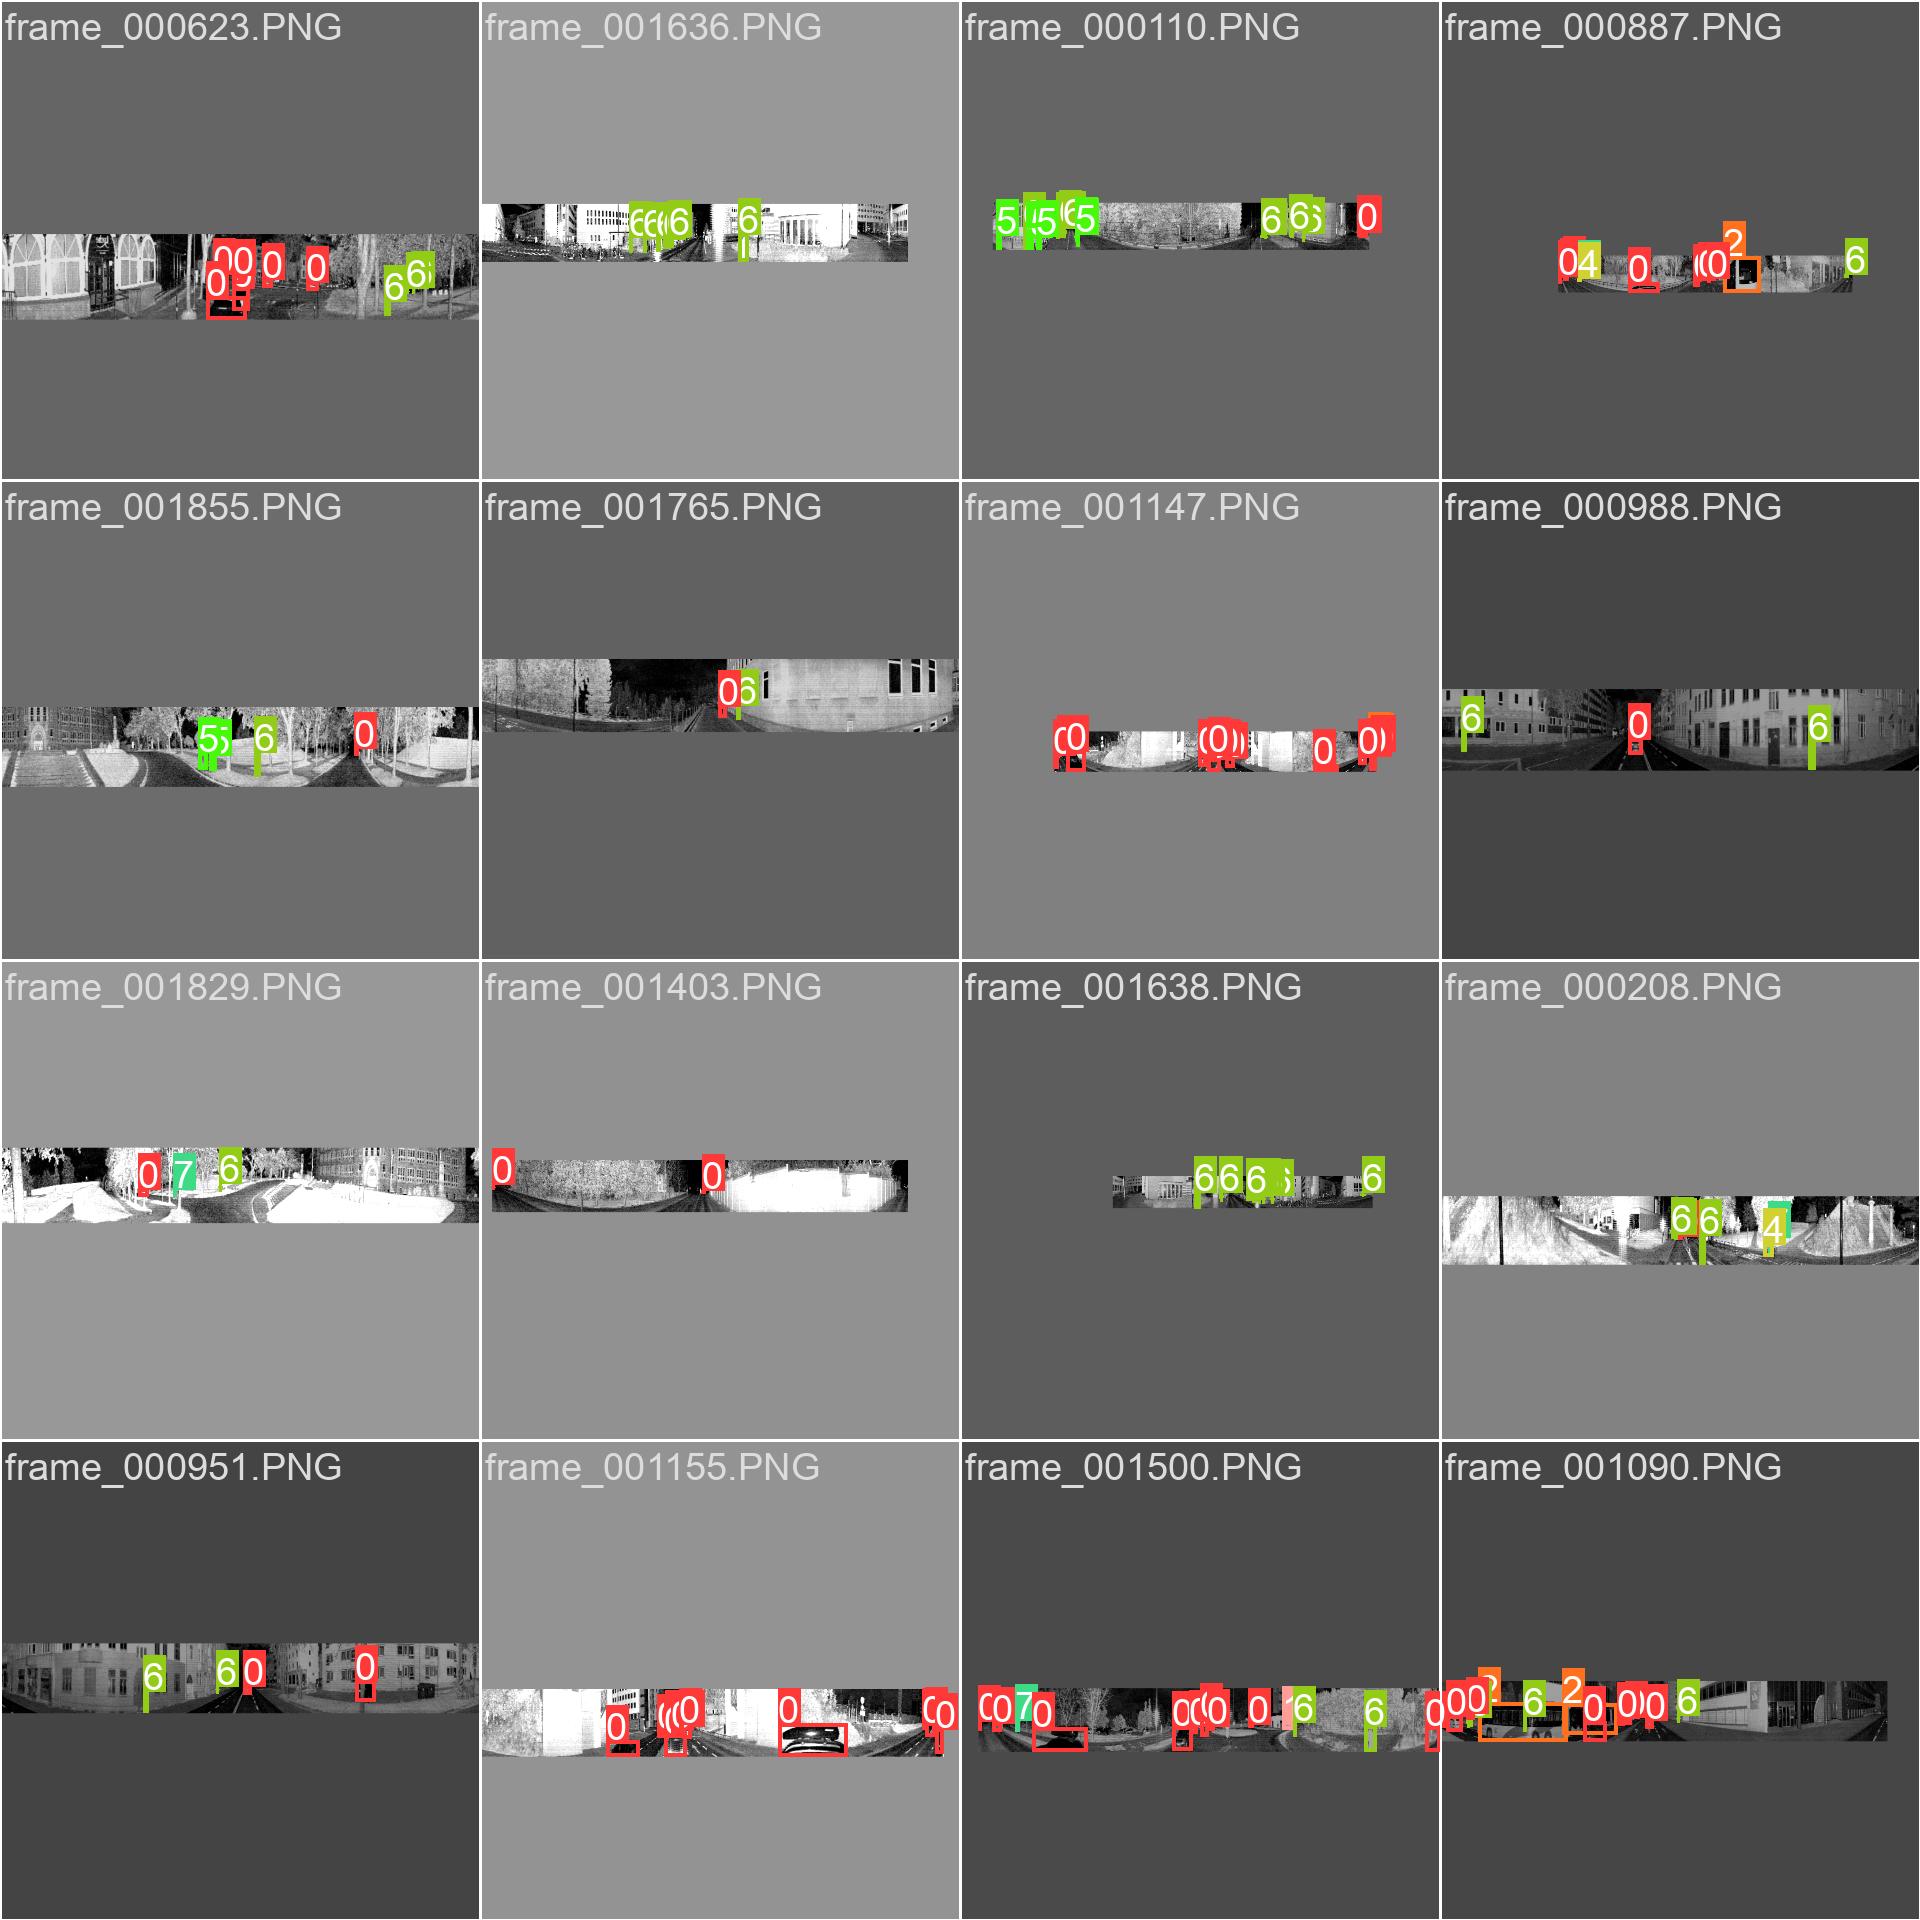 frame_000623.PNG
frame_001636.PNG
frame_000110.PNG
frame_000887.PNG
0 0 0 0 0 6 6
6 6 6 6
5 5 6 5 6 6 0
0 4 0 0 2 6
frame_001855.PNG
frame_001765.PNG
frame_001147.PNG
frame_000988.PNG
5 6 0
0 6
0 0 0 0 0
6 0 6
frame_001829.PNG
frame_001403.PNG
frame_001638.PNG
frame_000208.PNG
0 7 6
0 0
6 6 6 6
6 6 4
frame_000951.PNG
frame_001155.PNG
frame_001500.PNG
frame_001090.PNG
6 6 0 0
0 0 0 0
0 7 0 0 0 0 6 6 0
0 0 2 6 2 0 0 0 6